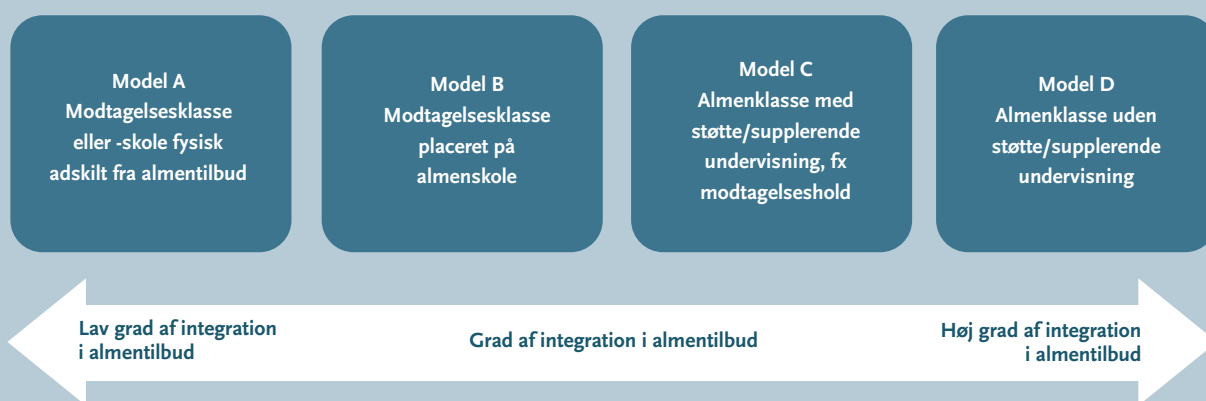 Model A
Modtagelsesklasse
eller -skole fysisk
adskilt fra almentilbud
Model B
Modtagelsesklasse
placeret på
almenskole
Model C
Almenklasse med
støtte/supplerende
undervisning, fx
modtagelseshold
Model D
Almenklasse uden
støtte/supplerende
undervisning
Lav grad af integration
i almentilbud
Grad af integration i almentilbud
Høj grad af integration
i almentilbud